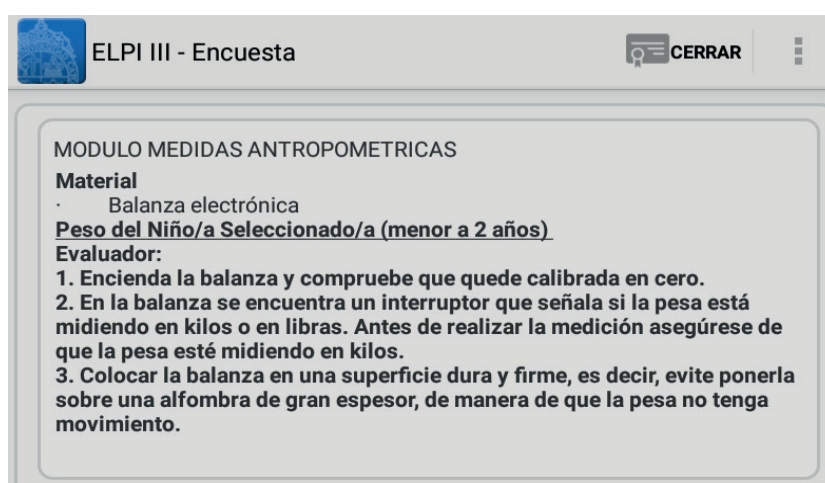 ELPI III - Encuesta
CERRAR
MODULO MEDIDAS ANTROPOMETRICAS
Material
· Balanza electrónica
Peso del Niño/a Seleccionado/a (menor a 2 años)
Evaluador:
1. Encienda la balanza y compruebe que quede calibrada en cero.
2. En la balanza se encuentra un interruptor que señala si la pesa está
midiendo en kilos o en libras. Antes de realizar la medición asegúrese de
que la pesa esté midiendo en kilos.
3. Colocar la balanza en una superficie dura y firme, es decir, evite ponerla
sobre una alfombra de gran espesor, de manera de que la pesa no tenga
movimiento.